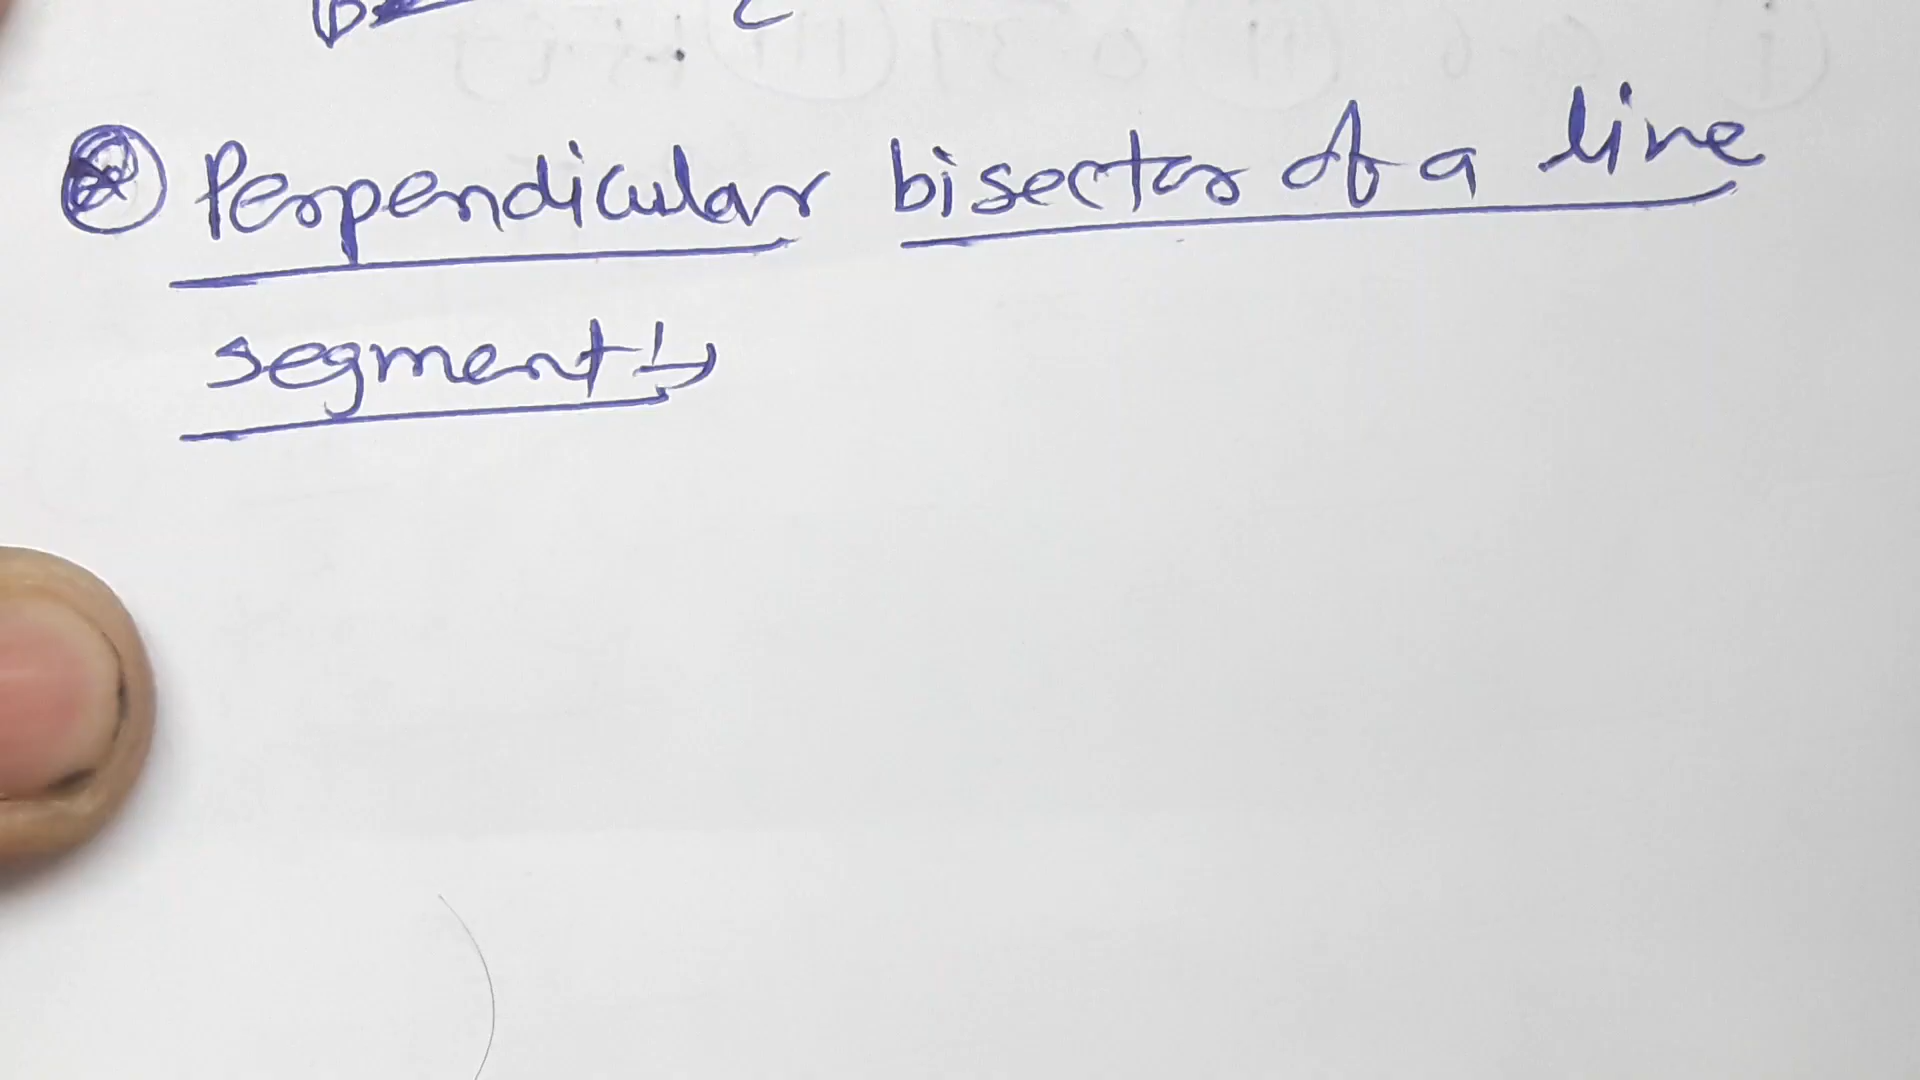 Perpendicular bisector of a line
segment :→